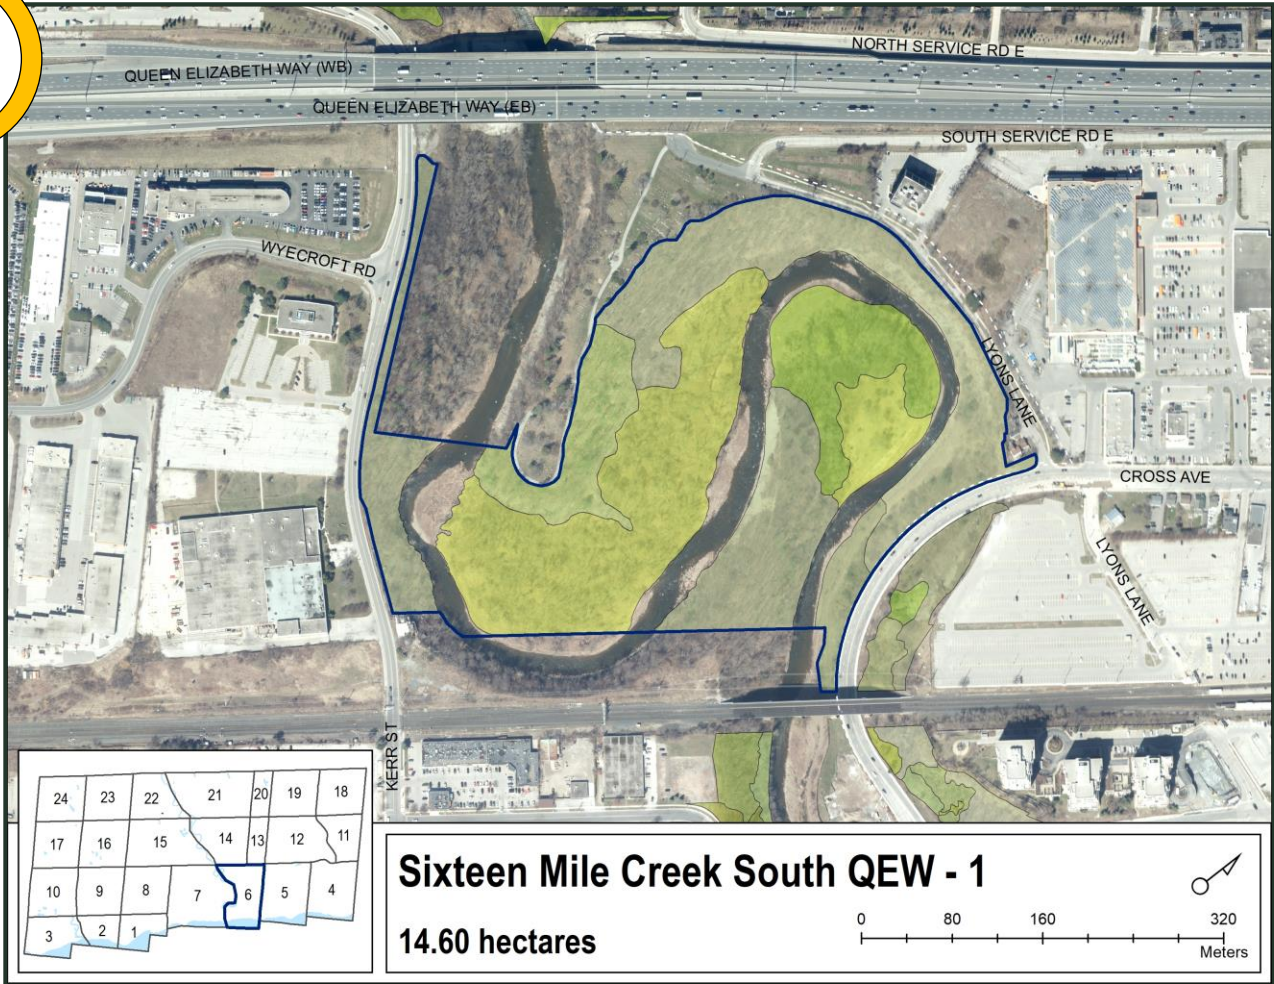 NORTH SERVICE RD E
QUEEN ELIZABETH WAY (WB)
QUEEN ELIZABETH WAY (EB)
SOUTH SERVICE RD E
WYECROFT RD
LYONS LANE
CROSS AVE
LYONS LANE
KERR ST
24 23 22 21 20 19 18
17 16 15 14 13 12 11
10 9 8 7 6 5 4
3 2 1
Sixteen Mile Creek South QEW - 1
14.60 hectares
0 80 160 320
Meters